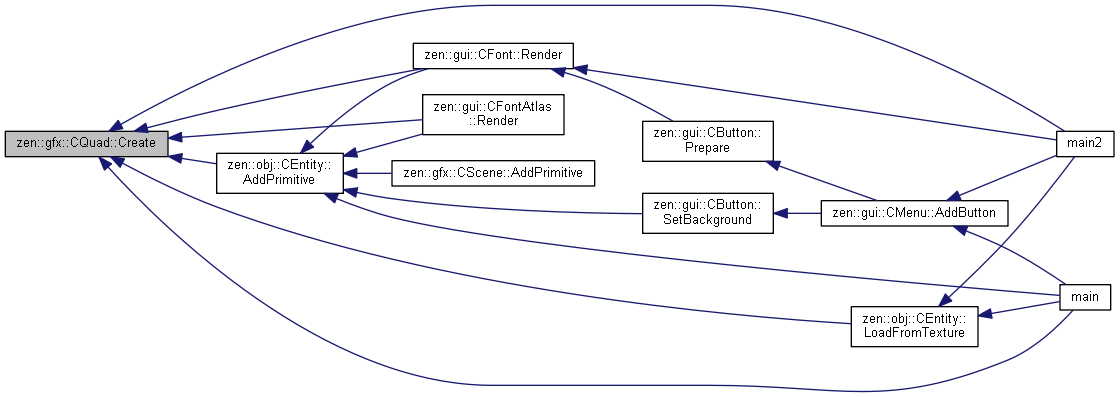 zen::gfx::CQuad::Create
zen::gui::CFont::Render
zen::gui::CFontAtlas
::Render
zen::obj::CEntity::
AddPrimitive
zen::gfx::CScene::AddPrimitive
zen::gui::CButton::
Prepare
zen::gui::CButton::
SetBackground
zen::gui::CMenu::AddButton
zen::obj::CEntity::
LoadFromTexture
main2
main